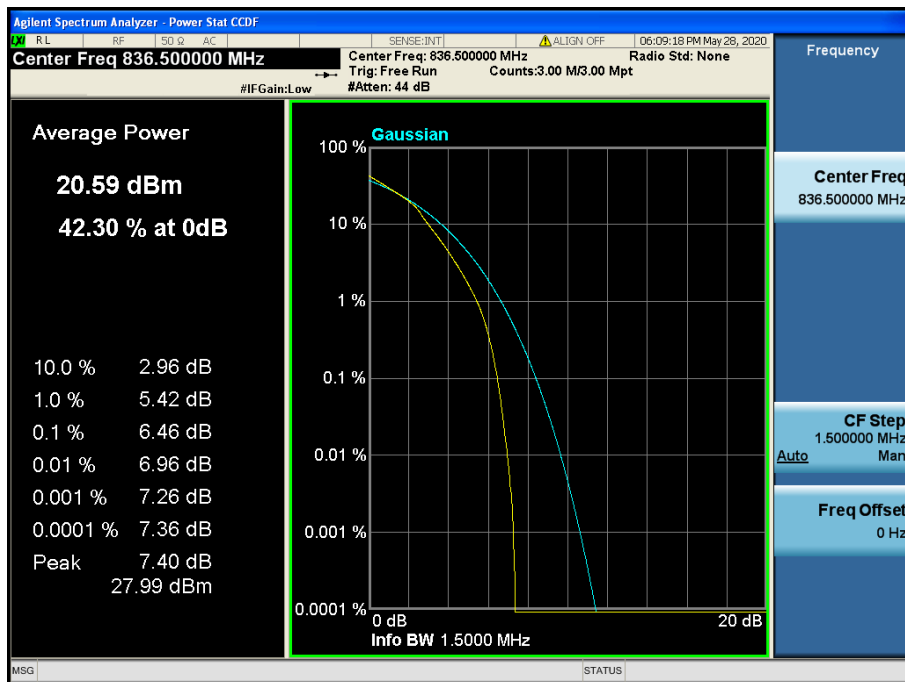 Agilent Spectrum Analyzer - Power Stat CCDF
LXI RL RF 50 Ω AC SENSE:INT ALIGN OFF 06:09:18 PM May 28, 2020
Center Freq 836.500000 MHz
Center Freq: 836.500000 MHz Radio Std: None
Trig: Free Run Counts:3.00 M/3.00 Mpt
#IFGain:Low #Atten: 44 dB
Frequency
Average Power
20.59 dBm
42.30 % at 0dB
10.0 % 2.96 dB
1.0 % 5.42 dB
0.1 % 6.46 dB
0.01 % 6.96 dB
0.001 % 7.26 dB
0.0001 % 7.36 dB
Peak 7.40 dB
27.99 dBm
Gaussian
100 %
10 %
1 %
0.1 %
0.01 %
0.001 %
0.0001 %
0 dB 20 dB
Info BW 1.5000 MHz
Center Freq
836.500000 MHz
CF Step
1.500000 MHz
Auto Man
Freq Offset
0 Hz
MSG STATUS